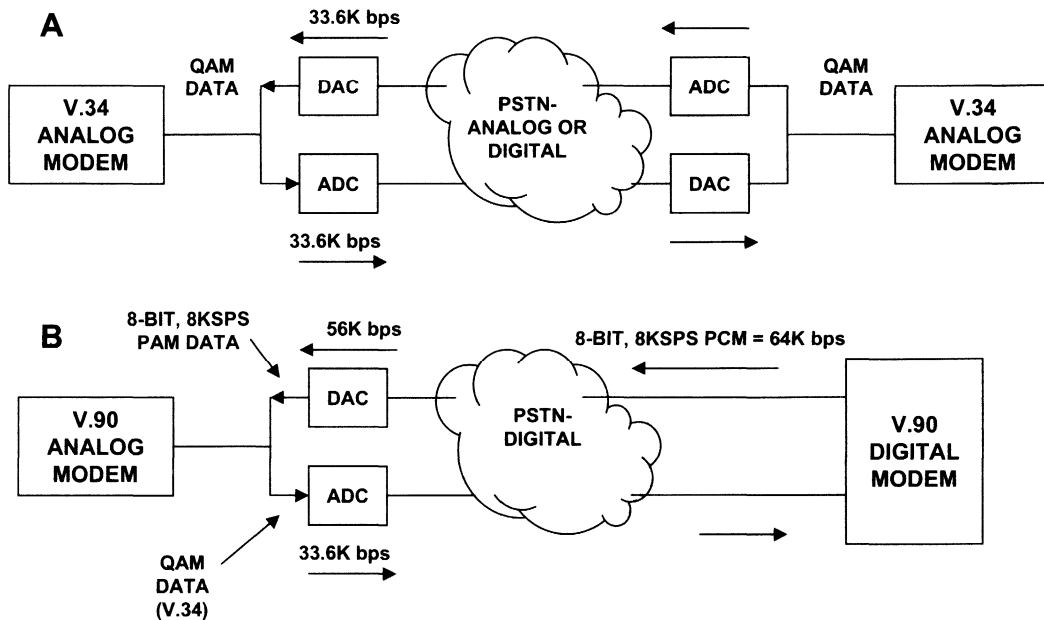 A
33.6K bps
QAM
DATA
DAC
ADC
QAM
DATA
V.34
ANALOG
MODEM
PSTN-
ANALOG OR
DIGITAL
V.34
ANALOG
MODEM
ADC
DAC
33.6K bps
B
8-BIT, 8KSPS
PAM DATA
56K bps
8-BIT, 8KSPS PCM = 64K bps
DAC
V.90
ANALOG
MODEM
PSTN-
DIGITAL
V.90
DIGITAL
MODEM
ADC
QAM
DATA
(V.34)
33.6K bps